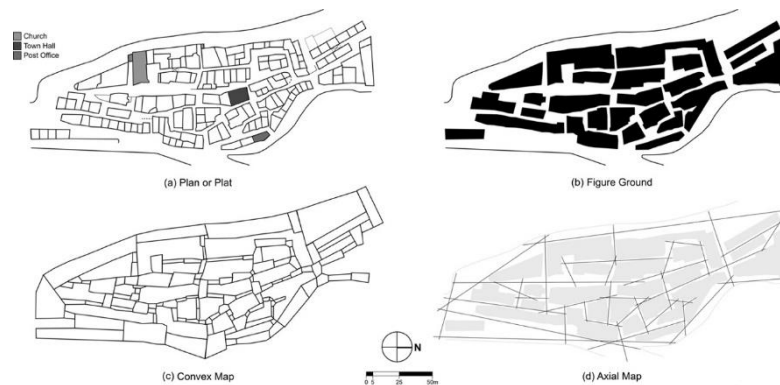 Church
Town Hall
Post Office
(a) Plan or Plat
(b) Figure Ground
(c) Convex Map
N
0 5 25 50m
(d) Axial Map